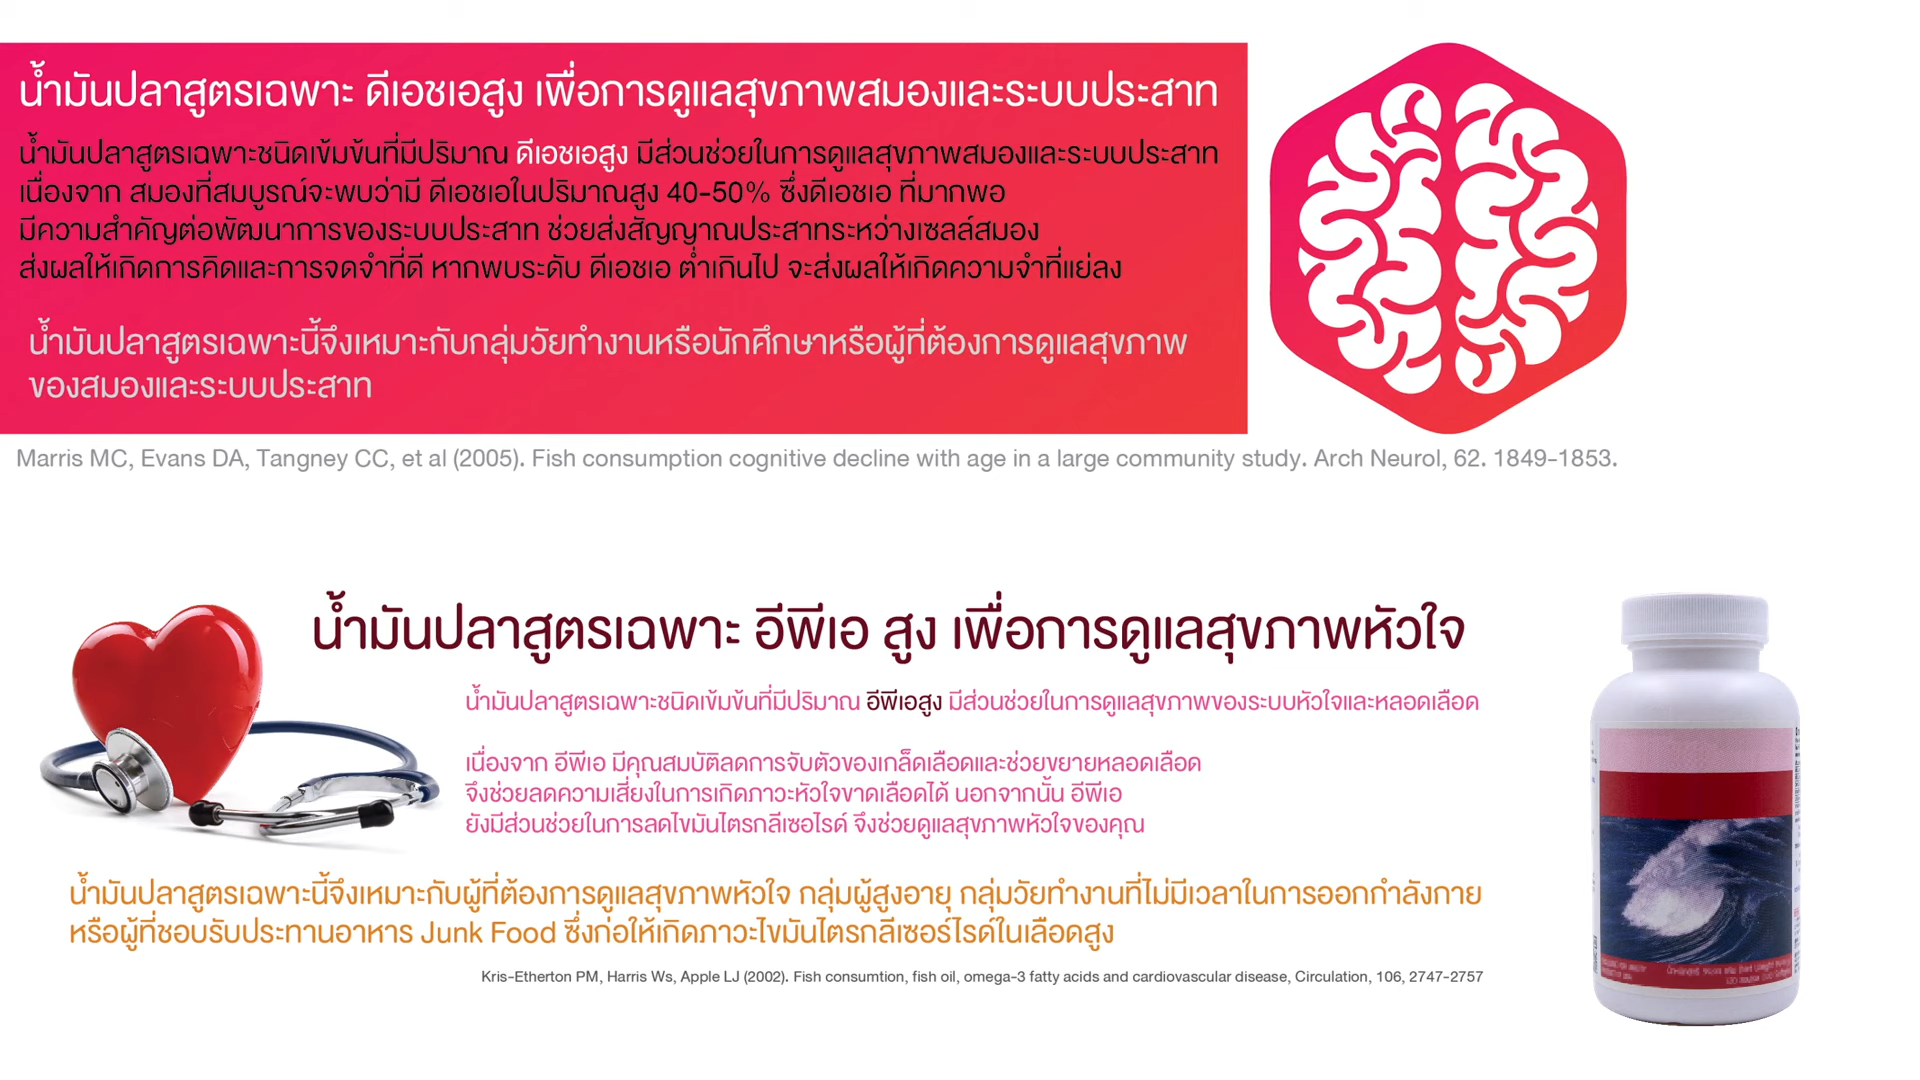 น้ำมันปลาสูตรเฉพาะ ดีเอชเอสูง เพื่อการดูแลสุขภาพสมองและระบบประสาท
น้ำมันปลาสูตรเฉพาะชนิดเข้มข้นที่มีปริมาณ ดีเอชเอสูง มีส่วนช่วยในการดูแลสุขภาพสมองและระบบประสาท
เนื่องจาก สมองที่สมบูรณ์จะพบว่ามี ดีเอชเอในปริมาณสูง 40-50% ซึ่งดีเอชเอ ที่มากพอ
มีความสำคัญต่อพัฒนาการของระบบประสาท ช่วยส่งสัญญาณประสาทระหว่างเซลล์สมอง
ส่งผลให้เกิดการคิดและการจดจำที่ดี หากพบระดับ ดีเอชเอ ต่ำเกินไป จะส่งผลให้เกิดความจำที่แย่ลง
น้ำมันปลาสูตรเฉพาะนี้จึงเหมาะกับกลุ่มวัยทำงานหรือนักศึกษาหรือผู้ที่ต้องการดูแลสุขภาพ
ของสมองและระบบประสาท
Marris MC, Evans DA, Tangney CC, et al (2005). Fish consumption cognitive decline with age in a large community study. Arch Neurol, 62. 1849-1853.
น้ำมันปลาสูตรเฉพาะ อีพีเอ สูง เพื่อการดูแลสุขภาพหัวใจ
น้ำมันปลาสูตรเฉพาะชนิดเข้มข้นที่มีปริมาณ อีพีเอสูง มีส่วนช่วยในการดูแลสุขภาพของระบบหัวใจและหลอดเลือด
เนื่องจาก อีพีเอ มีคุณสมบัติลดการจับตัวของเกล็ดเลือดและช่วยขยายหลอดเลือด
จึงช่วยลดความเสี่ยงในการเกิดภาวะหัวใจขาดเลือดได้ นอกจากนั้น อีพีเอ
ยังมีส่วนช่วยในการลดไขมันไตรกลีเซอไรด์ จึงช่วยดูแลสุขภาพหัวใจของคุณ
น้ำมันปลาสูตรเฉพาะนี้จึงเหมาะกับผู้ที่ต้องการดูแลสุขภาพหัวใจ กลุ่มผู้สูงอายุ กลุ่มวัยทำงานที่ไม่มีเวลาในการออกกำลังกาย
หรือผู้ที่ชอบรับประทานอาหาร Junk Food ซึ่งก่อให้เกิดภาวะไขมันไตรกลีเซอร์ไรด์ในเลือดสูง
Kris-Etherton PM, Harris Ws, Apple LJ (2002). Fish consumtion, fish oil, omega-3 fatty acids and cardiovascular disease, Circulation, 106, 2747-2757